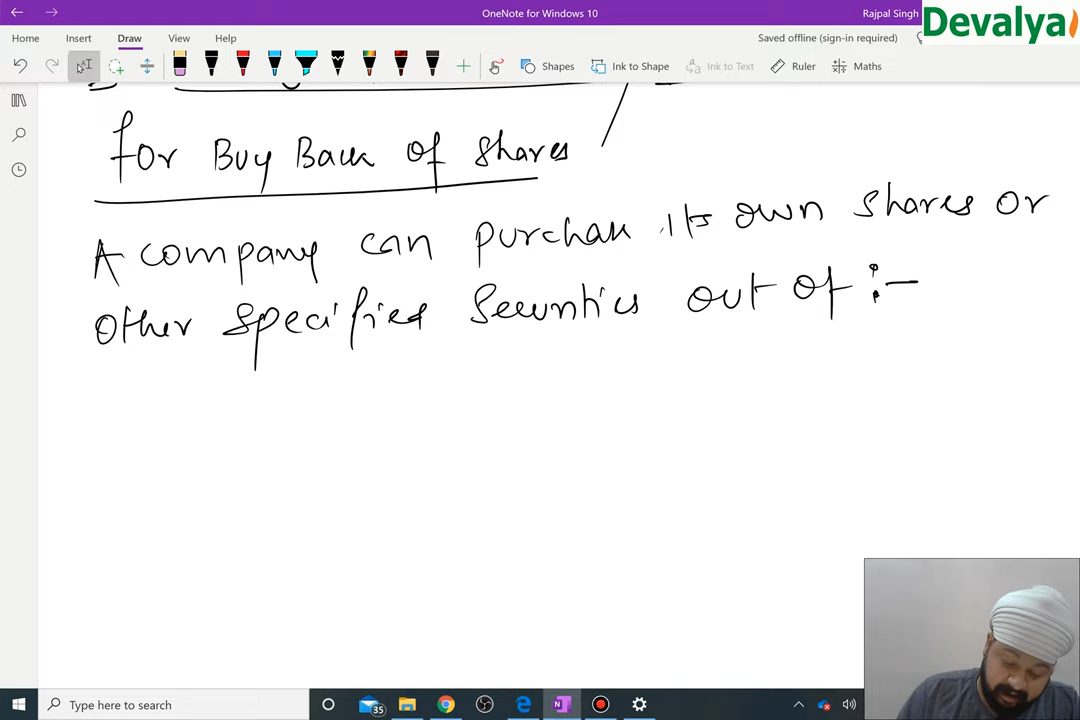 OneNote for Windows 10
Rajpal Singh
Devalya
Home Insert Draw View Help
Saved offline (sign-in required)
Shapes Ink to Shape Ink to Text Ruler Maths
for Buy Back of shares
A company can purchase its own shares or
other specified Securities out of :-
Type here to search
35